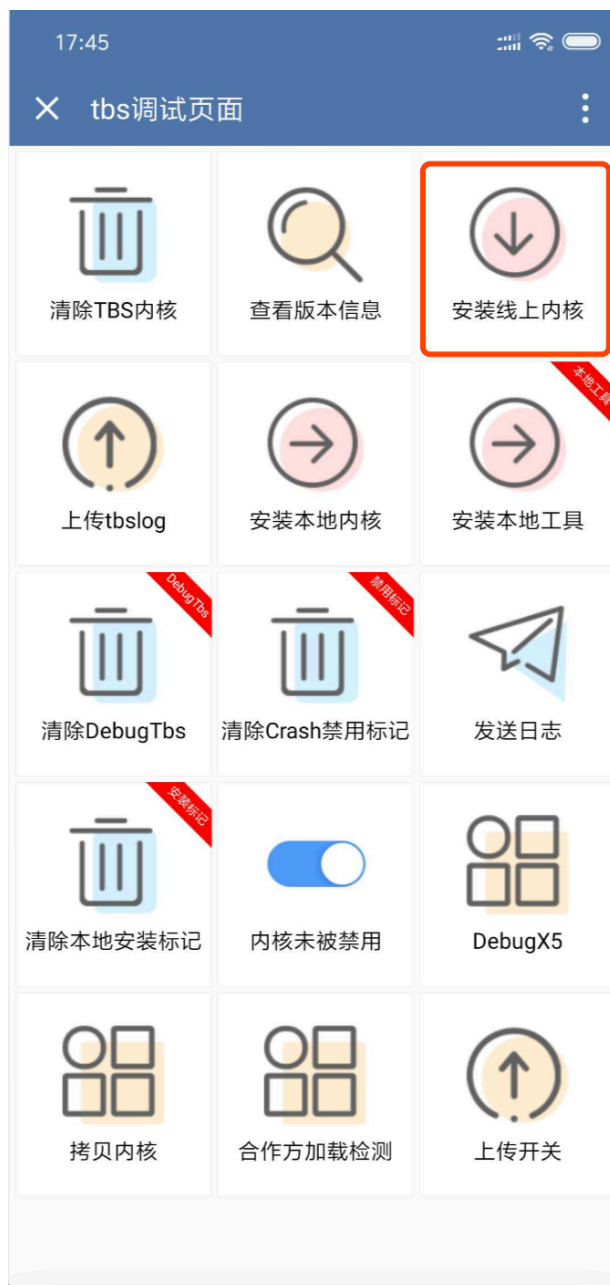 17:45
tbs调试页面
清除TBS内核
查看版本信息
安装线上内核
本地工具
上传tbslog
安装本地内核
安装本地工具
DebugTbs
禁用标记
清除DebugTbs
清除Crash禁用标记
发送日志
安装标记
清除本地安装标记
内核未被禁用
DebugX5
拷贝内核
合作方加载检测
上传开关